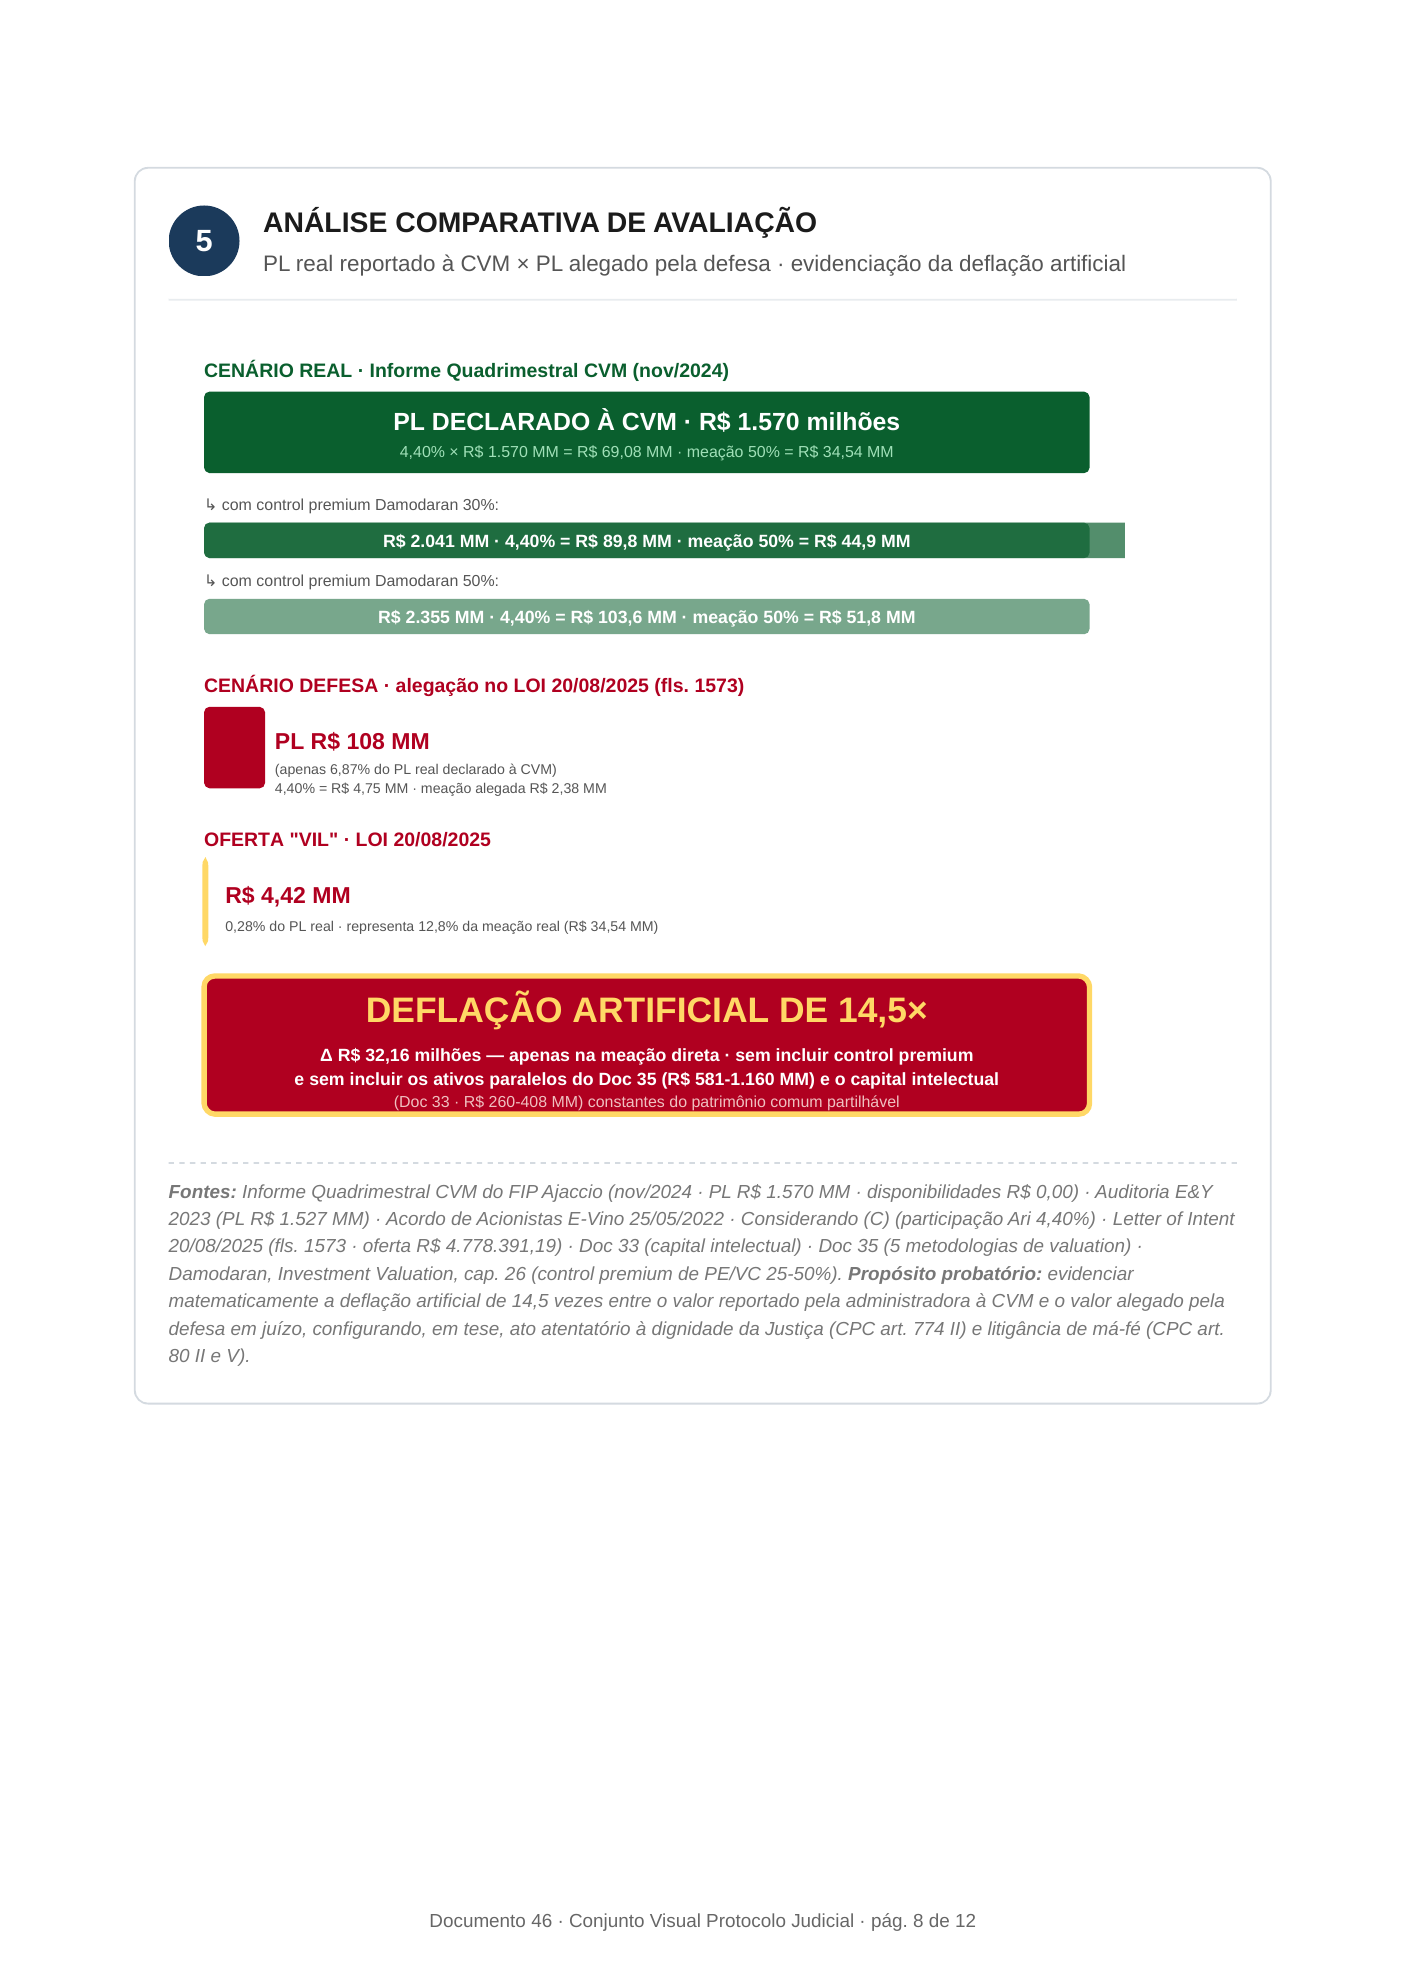 5
ANÁLISE COMPARATIVA DE AVALIAÇÃO
PL real reportado à CVM × PL alegado pela defesa · evidenciação da deflação artificial
CENÁRIO REAL · Informe Quadrimestral CVM (nov/2024)
PL DECLARADO À CVM · R$ 1.570 milhões
4,40% × R$ 1.570 MM = R$ 69,08 MM · meação 50% = R$ 34,54 MM
↳ com control premium Damodaran 30%:
R$ 2.041 MM · 4,40% = R$ 89,8 MM · meação 50% = R$ 44,9 MM
↳ com control premium Damodaran 50%:
R$ 2.355 MM · 4,40% = R$ 103,6 MM · meação 50% = R$ 51,8 MM
CENÁRIO DEFESA · alegação no LOI 20/08/2025 (fls. 1573)
PL R$ 108 MM
(apenas 6,87% do PL real declarado à CVM)
4,40% = R$ 4,75 MM · meação alegada R$ 2,38 MM
OFERTA "VIL" · LOI 20/08/2025
R$ 4,42 MM
0,28% do PL real · representa 12,8% da meação real (R$ 34,54 MM)
DEFLAÇÃO ARTIFICIAL DE 14,5×
Δ R$ 32,16 milhões — apenas na meação direta · sem incluir control premium
e sem incluir os ativos paralelos do Doc 35 (R$ 581-1.160 MM) e o capital intelectual
(Doc 33 · R$ 260-408 MM) constantes do patrimônio comum partilhável
Fontes: Informe Quadrimestral CVM do FIP Ajaccio (nov/2024 · PL R$ 1.570 MM · disponibilidades R$ 0,00) · Auditoria E&Y
2023 (PL R$ 1.527 MM) · Acordo de Acionistas E-Vino 25/05/2022 · Considerando (C) (participação Ari 4,40%) · Letter of Intent
20/08/2025 (fls. 1573 · oferta R$ 4.778.391,19) · Doc 33 (capital intelectual) · Doc 35 (5 metodologias de valuation) ·
Damodaran, Investment Valuation, cap. 26 (control premium de PE/VC 25-50%). Propósito probatório: evidenciar
matematicamente a deflação artificial de 14,5 vezes entre o valor reportado pela administradora à CVM e o valor alegado pela
defesa em juízo, configurando, em tese, ato atentatório à dignidade da Justiça (CPC art. 774 II) e litigância de má-fé (CPC art.
80 II e V).
Documento 46 · Conjunto Visual Protocolo Judicial · pág. 8 de 12